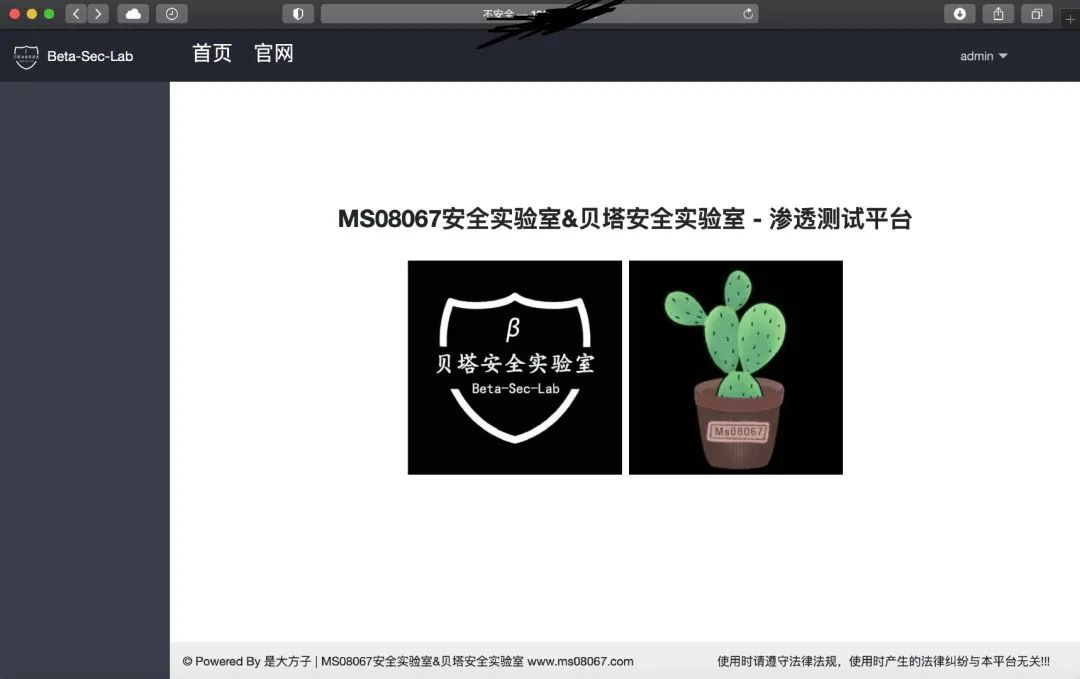 不安全 —
Beta-Sec-Lab
首页
官网
admin
MS08067安全实验室&贝塔安全实验室 - 渗透测试平台
β
贝塔安全实验室
Beta-Sec-Lab
Ms08067
© Powered By 是大方子 | MS08067安全实验室&贝塔安全实验室 www.ms08067.com
使用时请遵守法律法规，使用时产生的法律纠纷与本平台无关!!!